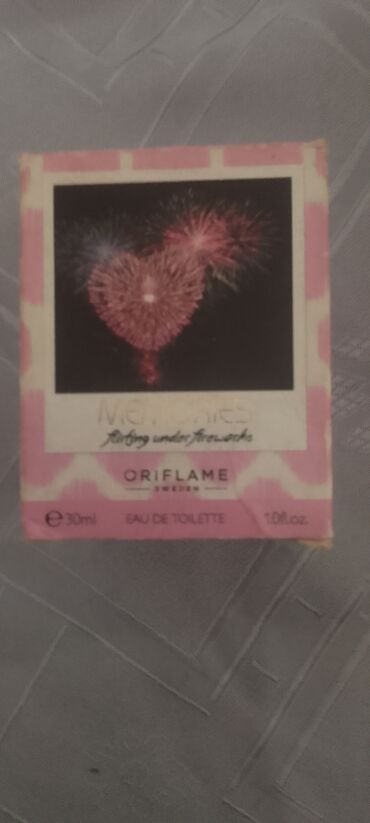 MEMORIES
flirting under fireworks
ORIFLAME
SWEDEN
e 30ml EAU DE TOILETTE 1.0fl.oz.